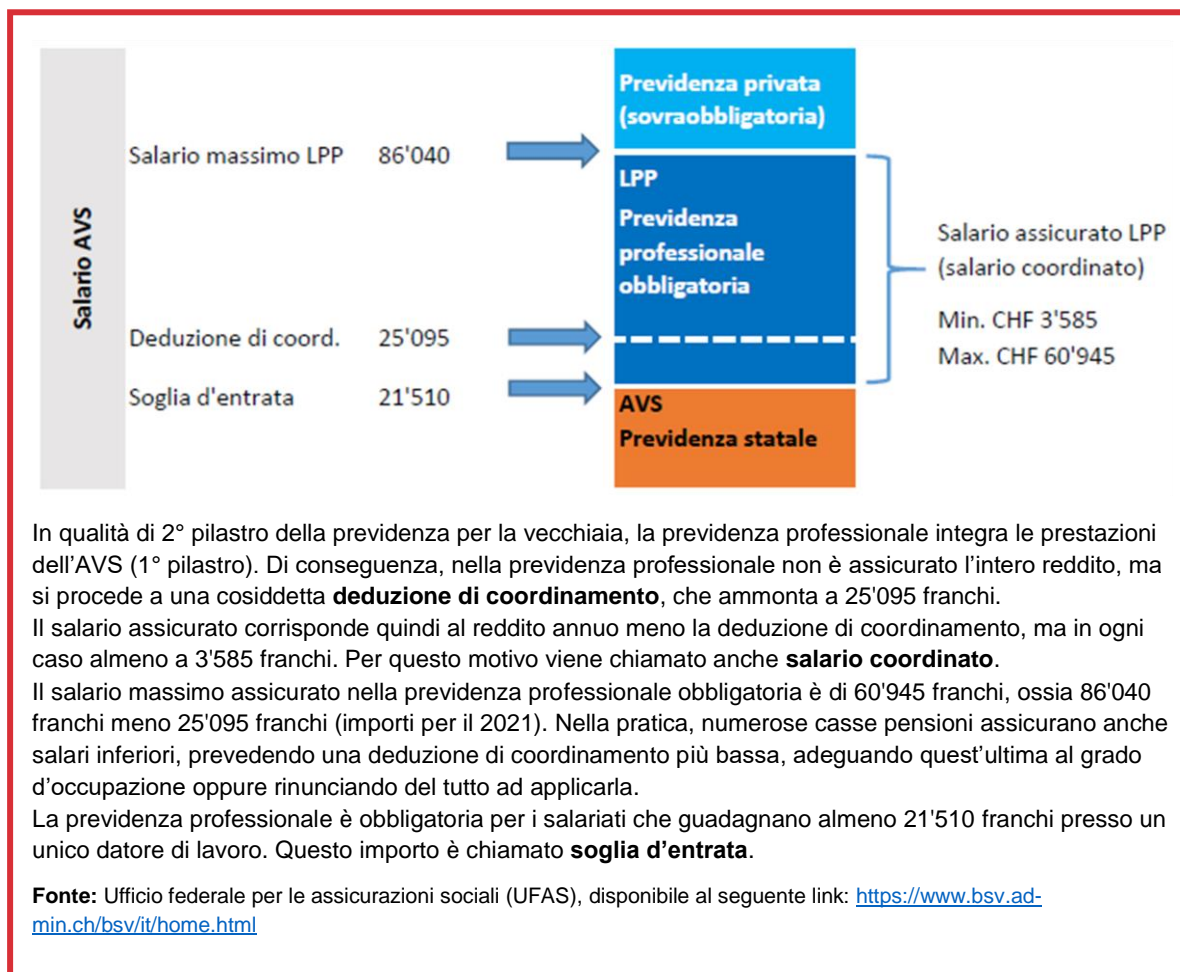 Previdenza privata
(sovraobbligatoria)
Salario massimo LPP 86'040
LPP
Previdenza
professionale
obbligatoria
Salario AVS
Salario assicurato LPP
(salario coordinato)
Min. CHF 3'585
Max. CHF 60'945
Deduzione di coord. 25'095
Soglia d'entrata 21'510
AVS
Previdenza statale
In qualità di 2° pilastro della previdenza per la vecchiaia, la previdenza professionale integra le prestazioni
dell'AVS (1° pilastro). Di conseguenza, nella previdenza professionale non è assicurato l'intero reddito, ma
si procede a una cosiddetta deduzione di coordinamento, che ammonta a 25'095 franchi.
Il salario assicurato corrisponde quindi al reddito annuo meno la deduzione di coordinamento, ma in ogni
caso almeno a 3'585 franchi. Per questo motivo viene chiamato anche salario coordinato.
Il salario massimo assicurato nella previdenza professionale obbligatoria è di 60'945 franchi, ossia 86'040
franchi meno 25'095 franchi (importi per il 2021). Nella pratica, numerose casse pensioni assicurano anche
salari inferiori, prevedendo una deduzione di coordinamento più bassa, adeguando quest'ultima al grado
d'occupazione oppure rinunciando del tutto ad applicarla.
La previdenza professionale è obbligatoria per i salariati che guadagnano almeno 21'510 franchi presso un
unico datore di lavoro. Questo importo è chiamato soglia d'entrata.
Fonte: Ufficio federale per le assicurazioni sociali (UFAS), disponibile al seguente link: https://www.bsv.ad-
min.ch/bsv/it/home.html